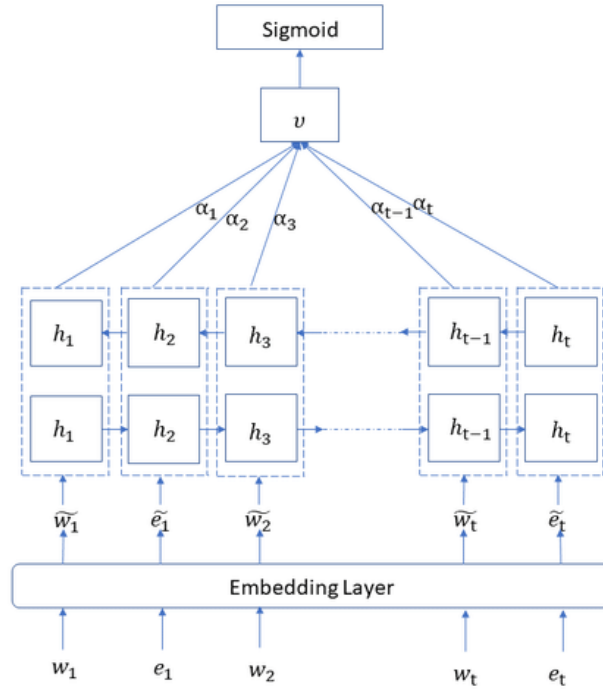 Sigmoid
υ
α₁ α₂ α₃ αₜ₋₁ αₜ
h₁ h₂ h₃ hₜ₋₁ hₜ
h₁ h₂ h₃ hₜ₋₁ hₜ
w̃₁ ẽ₁ w̃₂ w̃ₜ ẽₜ
Embedding Layer
w₁ e₁ w₂ wₜ eₜ